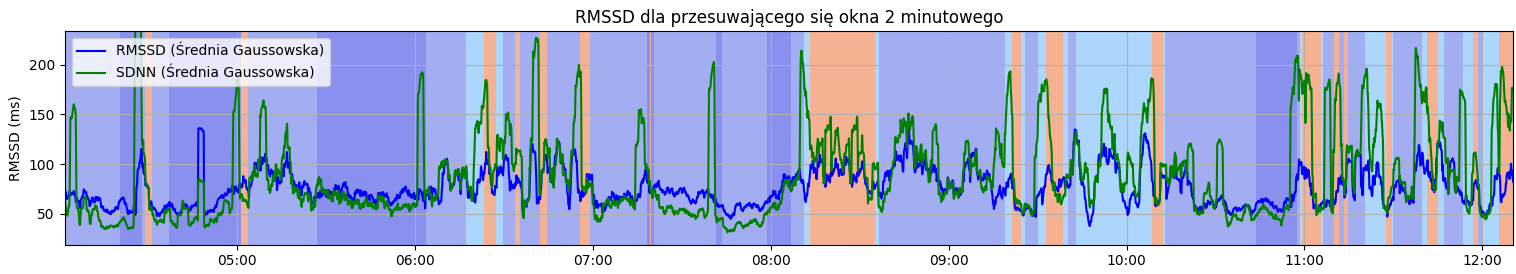 RMSSD dla przesuwającego się okna 2 minutowego
RMSSD (ms)
200
150
100
50
RMSSD (Średnia Gaussowska)
SDNN (Średnia Gaussowska)
05:00 06:00 07:00 08:00 09:00 10:00 11:00 12:00